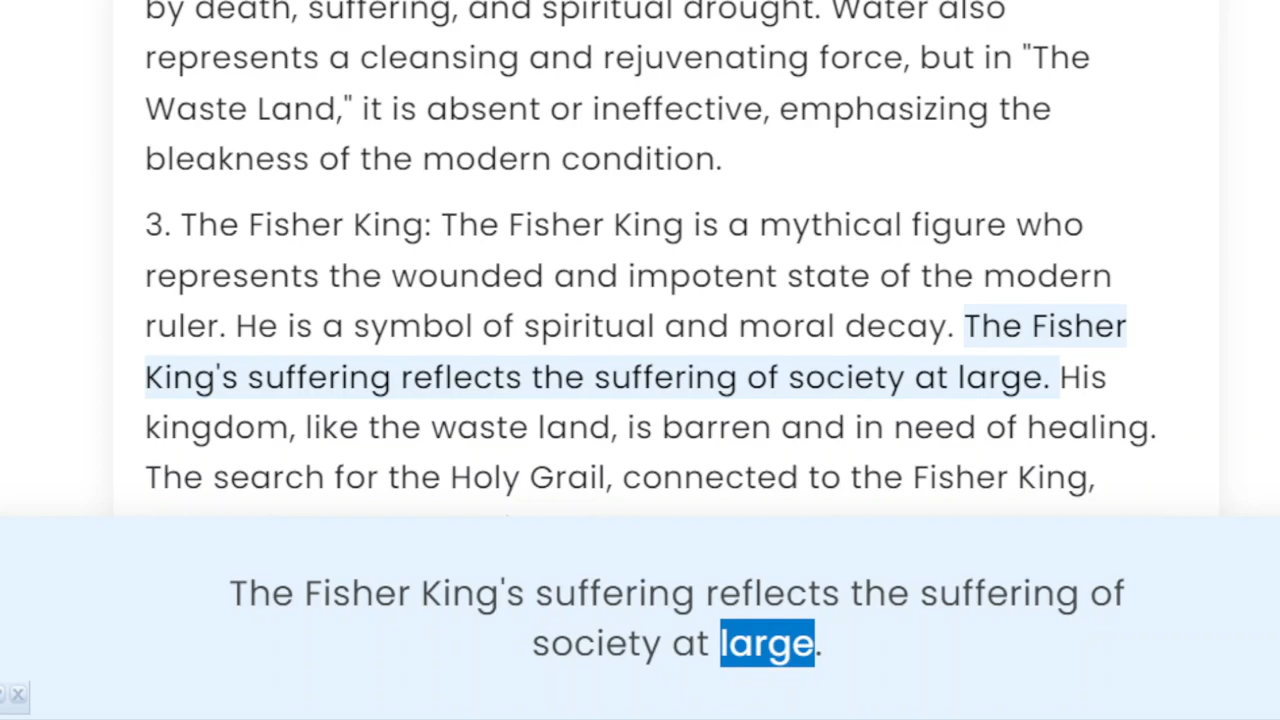 by death, suffering, and spiritual drought. Water also
represents a cleansing and rejuvenating force, but in "The
Waste Land," it is absent or ineffective, emphasizing the
bleakness of the modern condition.
3. The Fisher King: The Fisher King is a mythical figure who
represents the wounded and impotent state of the modern
ruler. He is a symbol of spiritual and moral decay. The Fisher
King's suffering reflects the suffering of society at large. His
kingdom, like the waste land, is barren and in need of healing.
The search for the Holy Grail, connected to the Fisher King,
The Fisher King's suffering reflects the suffering of
society at large.